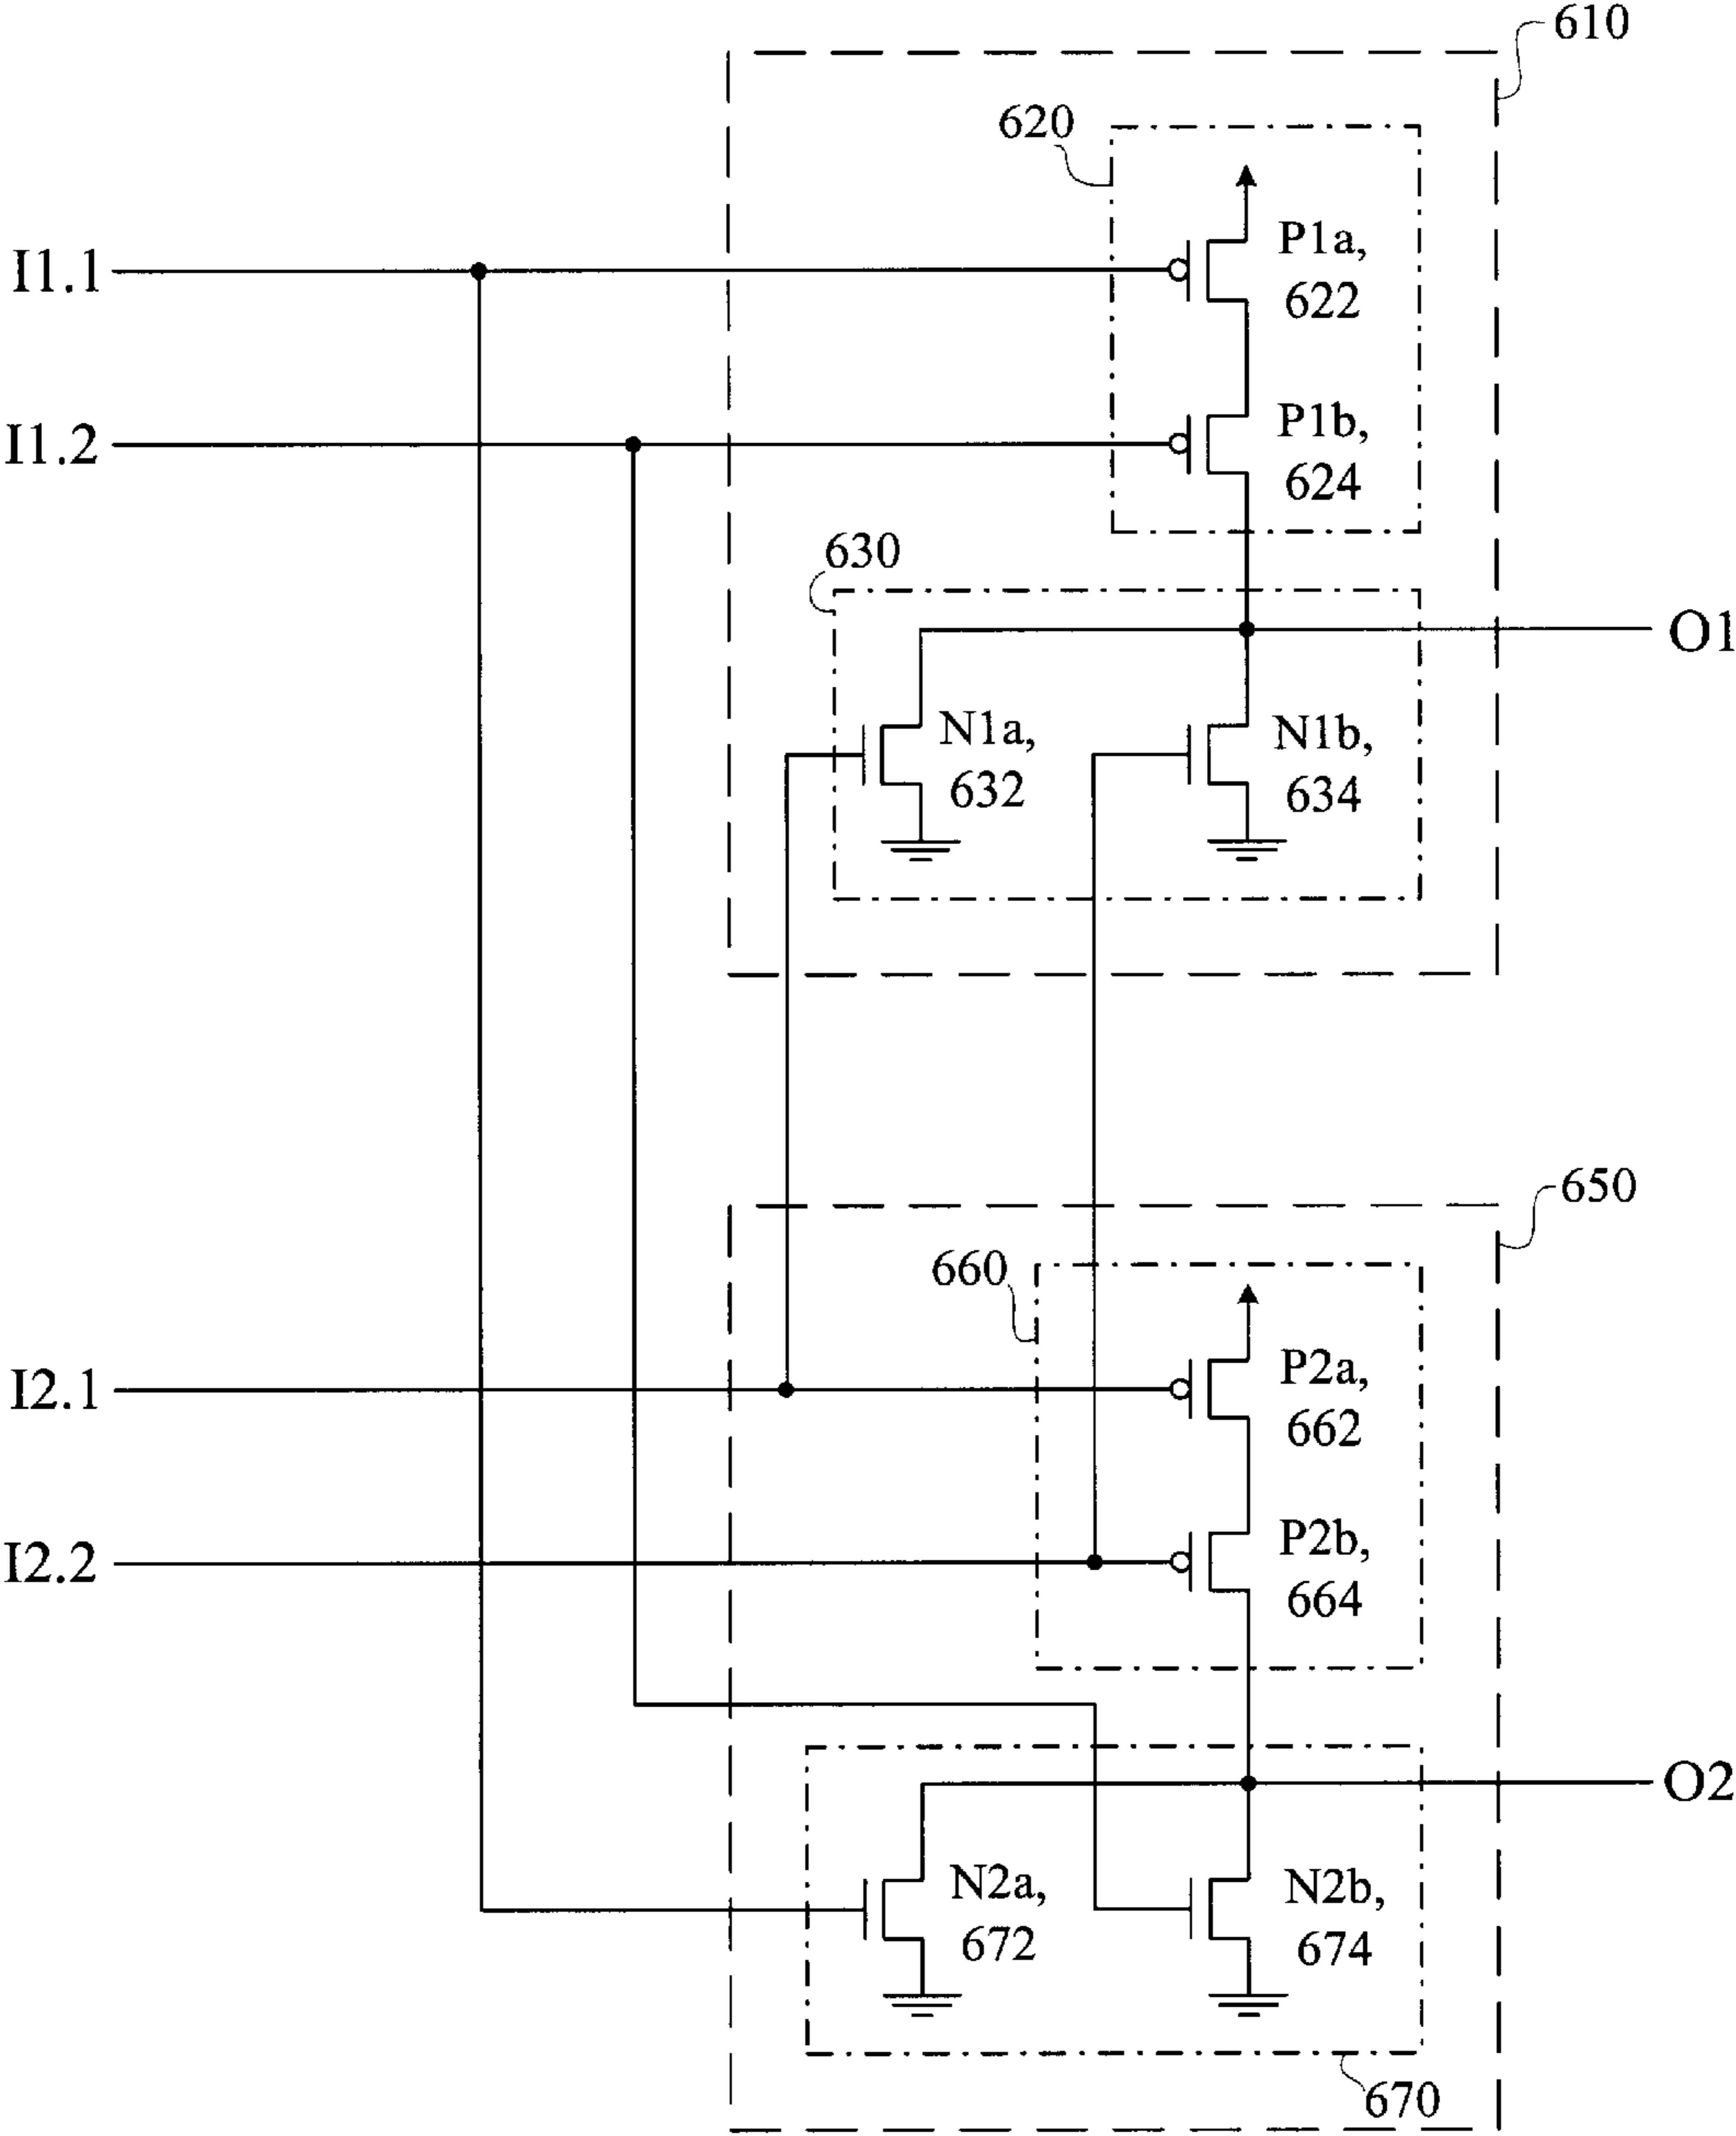 610
620
P1a,
622
I1.1
P1b,
624
I1.2
630
O1
N1a,
632
N1b,
634
650
660
P2a,
662
I2.1
P2b,
664
I2.2
O2
N2a,
672
N2b,
674
670